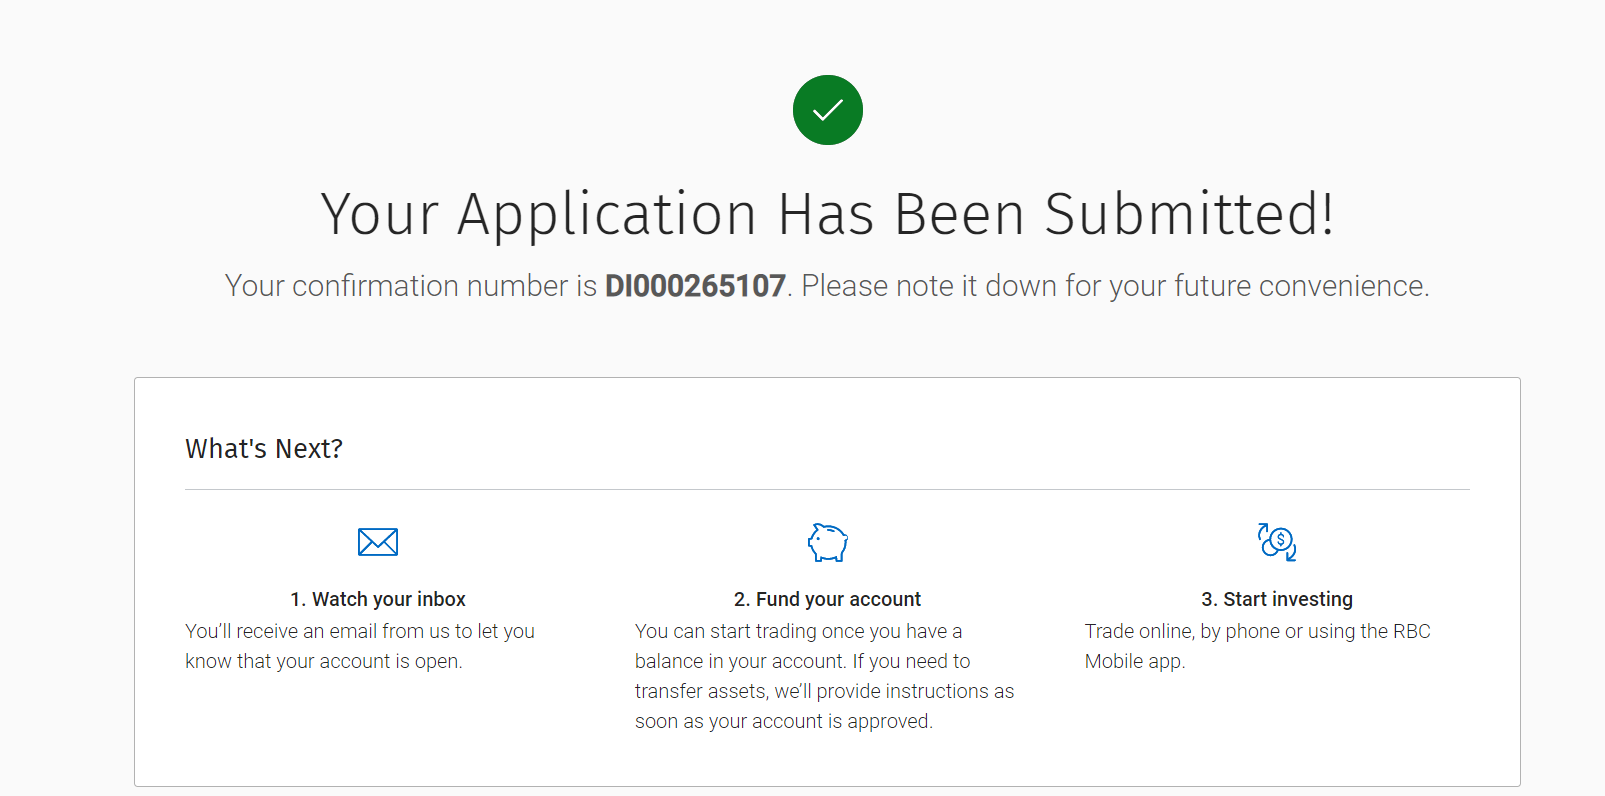 Your Application Has Been Submitted!
Your confirmation number is DI000265107. Please note it down for your future convenience.
What's Next?
1. Watch your inbox
You’ll receive an email from us to let you
know that your account is open.
2. Fund your account
You can start trading once you have a
balance in your account. If you need to
transfer assets, we’ll provide instructions as
soon as your account is approved.
3. Start investing
Trade online, by phone or using the RBC
Mobile app.